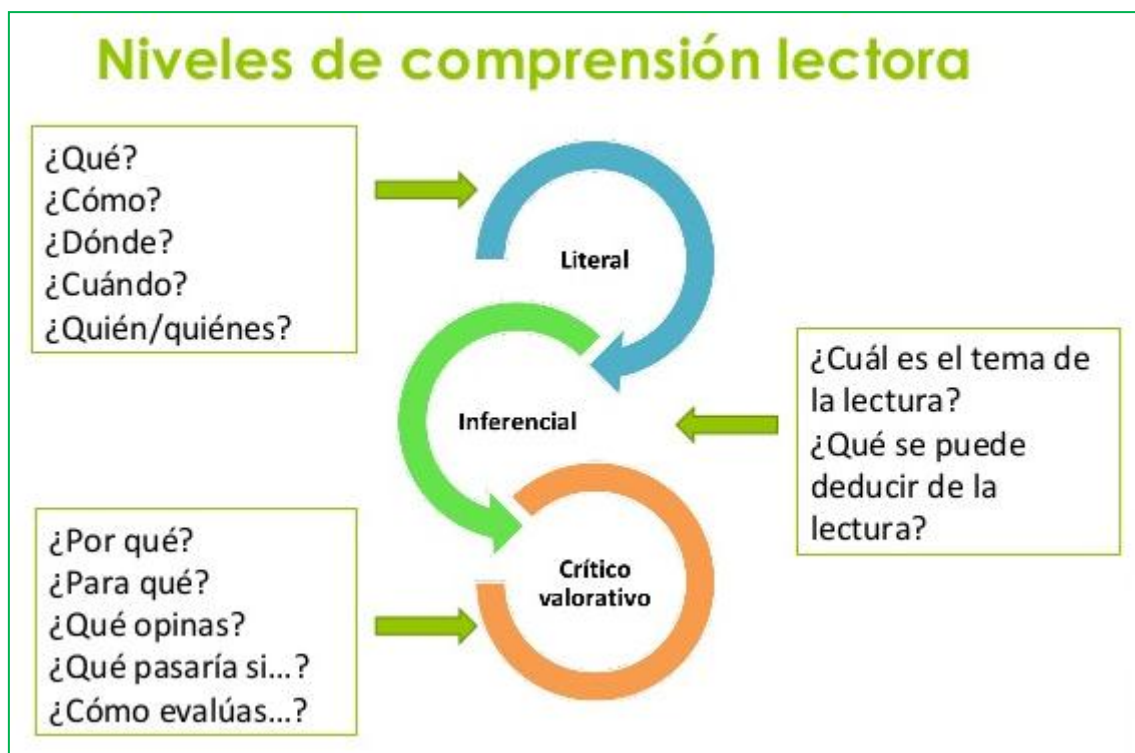 Niveles de comprensión lectora
¿Qué?
¿Cómo?
¿Dónde?
¿Cuándo?
¿Quién/quiénes?
Literal
Inferencial
¿Cuál es el tema de
la lectura?
¿Qué se puede
deducir de la
lectura?
¿Por qué?
¿Para qué?
¿Qué opinas?
¿Qué pasaría si...?
¿Cómo evalúas...?
Crítico
valorativo